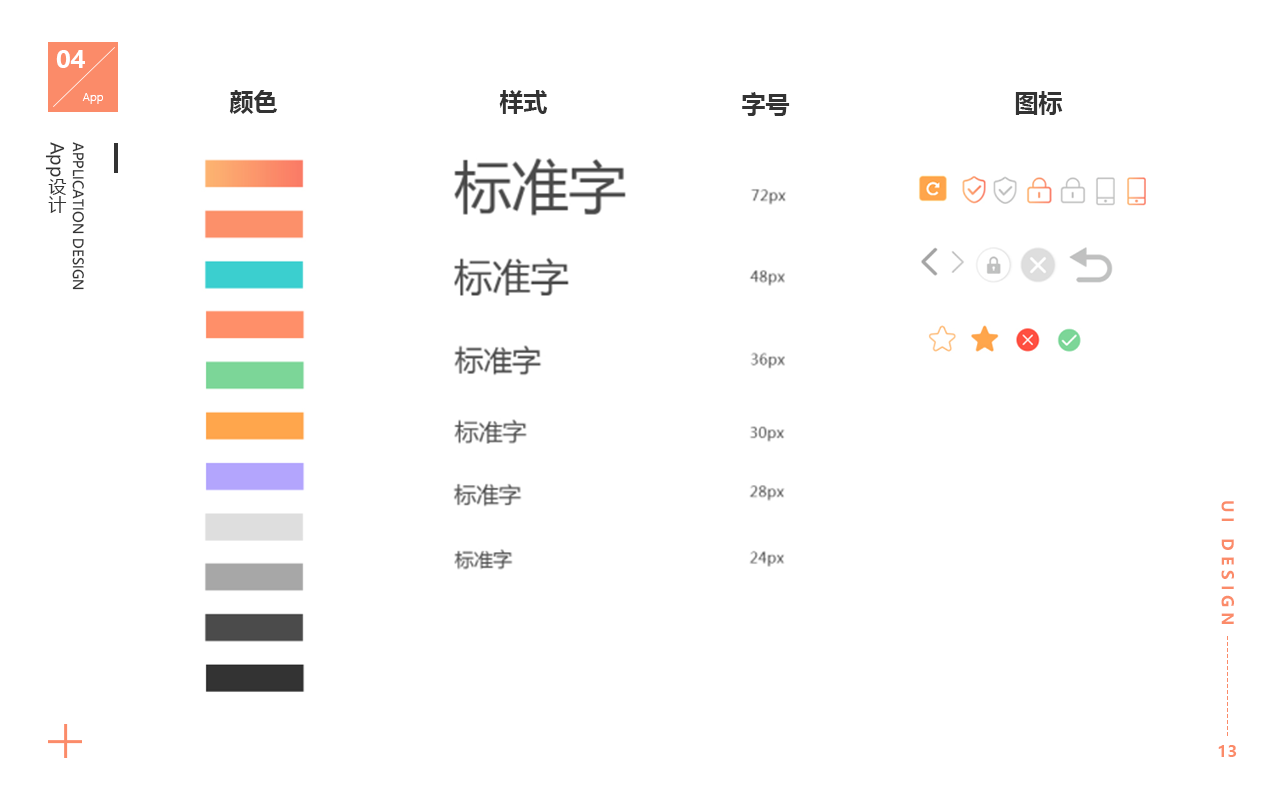 04
App
APPLICATION DESIGN
App设计
颜色
样式
字号
图标
标准字
72px
标准字
48px
标准字
36px
标准字
30px
标准字
28px
标准字
24px
UI DESIGN
13